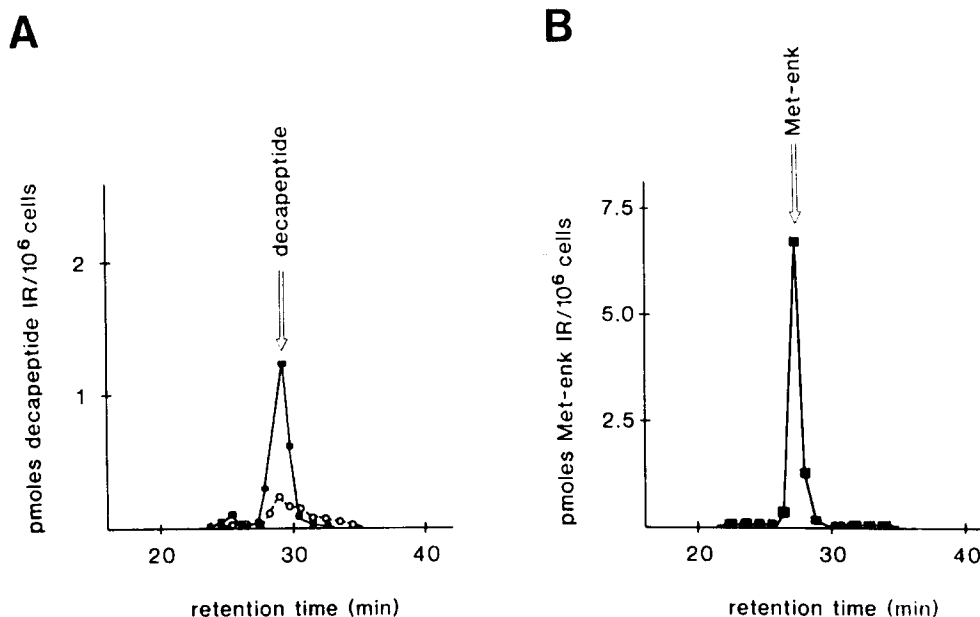 A
decapeptide
pmoles decapeptide IR/10⁶ cells
2
1
20
30
40
retention time (min)
B
Met-enk
pmoles Met-enk IR/10⁶ cells
7.5
5.0
2.5
20
30
40
retention time (min)